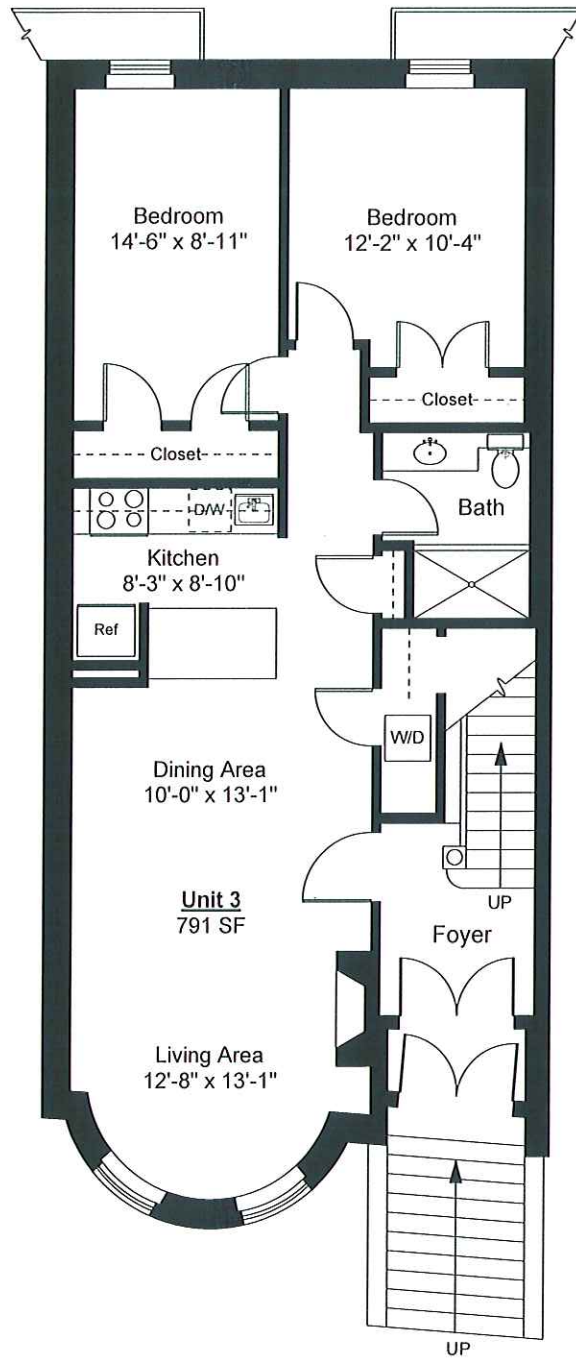 Bedroom
14'-6" x 8'-11"
Bedroom
12'-2" x 10'-4"
Closet
Closet
D/W
Bath
Kitchen
8'-3" x 8'-10"
Ref
W/D
Dining Area
10'-0" x 13'-1"
Unit 3
791 SF
UP
Foyer
Living Area
12'-8" x 13'-1"
UP